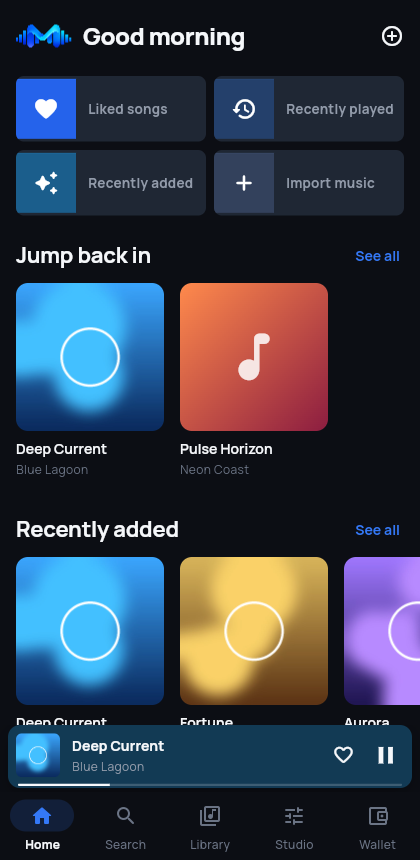 Good morning
Liked songs
Recently played
Recently added
Import music
Jump back in
See all
Deep Current
Blue Lagoon
Pulse Horizon
Neon Coast
Recently added
See all
Deep Current
Fortune
Aurora
Deep Current
Blue Lagoon
Home
Search
Library
Studio
Wallet